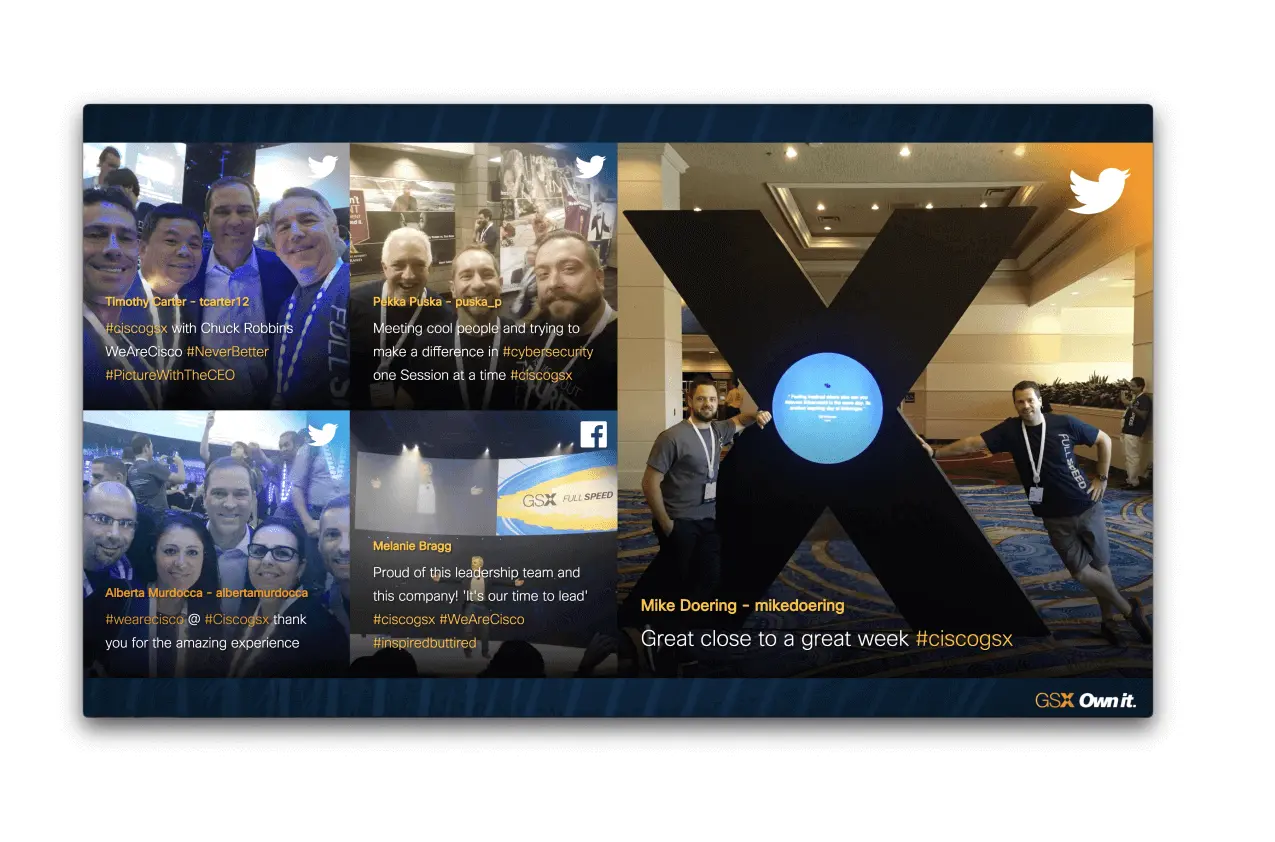 Timothy Carter - tcarter12
#ciscogsx with Chuck Robbins
WeAreCisco #NeverBetter
#PictureWithTheCEO
Pekka Puska - puska_p
Meeting cool people and trying to
make a difference in #cybersecurity
one Session at a time #ciscogsx
Alberta Murdocca - albertamurdocca
#wearecisco @ #Ciscogsx thank
you for the amazing experience
GSX FULL SPEED
Melanie Bragg
Proud of this leadership team and
this company! 'It's our time to lead'
#ciscogsx #WeAreCisco
#inspiredbuttired
X
FULL SPEED
Mike Doering - mikedoering
Great close to a great week #ciscogsx
GSX Own it.